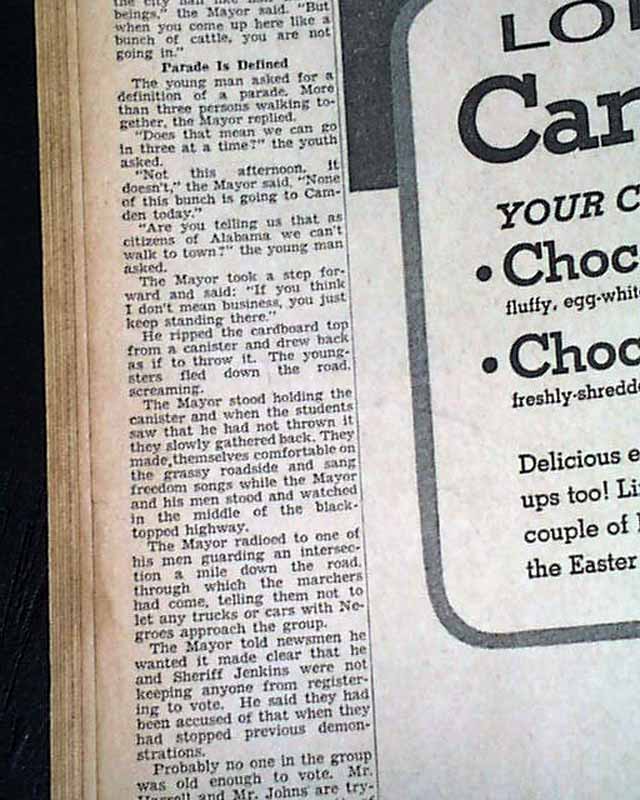 beings," the Mayor said. "But
when you come up here like a
bunch of cattle, you are not
going in."
Parade Is Defined
The young man asked for a
definition of a parade. More
than three persons walking to-
gether, the Mayor replied.
"Does that mean we can go
in three at a time?" the youth
asked.
"Not this afternoon, it
doesn't," the Mayor said. "None
of this bunch is going to Cam-
den today."
"Are you telling us that as
citizens of Alabama we can't
walk to town?" the young man
asked.
The Mayor took a step for-
ward and said: "If you think
I don't mean business, you just
keep standing there."
He ripped the cardboard top
from a canister and drew back
as if to throw it. The young-
sters fled down the road,
screaming.
The Mayor stood holding the
canister and when the students
saw that he had not thrown it
they slowly gathered back. They
made themselves comfortable on
the grassy roadside and sang
freedom songs while the Mayor
and his men stood and watched
in the middle of the black-
topped highway.
The Mayor radioed to one of
his men guarding an intersec-
tion a mile down the road,
through which the marchers
had come, telling them not to
let any trucks or cars with Ne-
groes approach the group.
The Mayor told newsmen he
wanted it made clear that he
and Sheriff Jenkins were not
keeping anyone from register-
ing to vote. He said they had
been accused of that when they
had stopped previous demon-
strations.
Probably no one in the group
was old enough to vote. Mr.
and Mr. Johns are try-
LO
Can
YOUR C
• Choc
fluffy, egg-white
• Choc
freshly-shredde
Delicious e
ups too! Li
couple of
the Easter